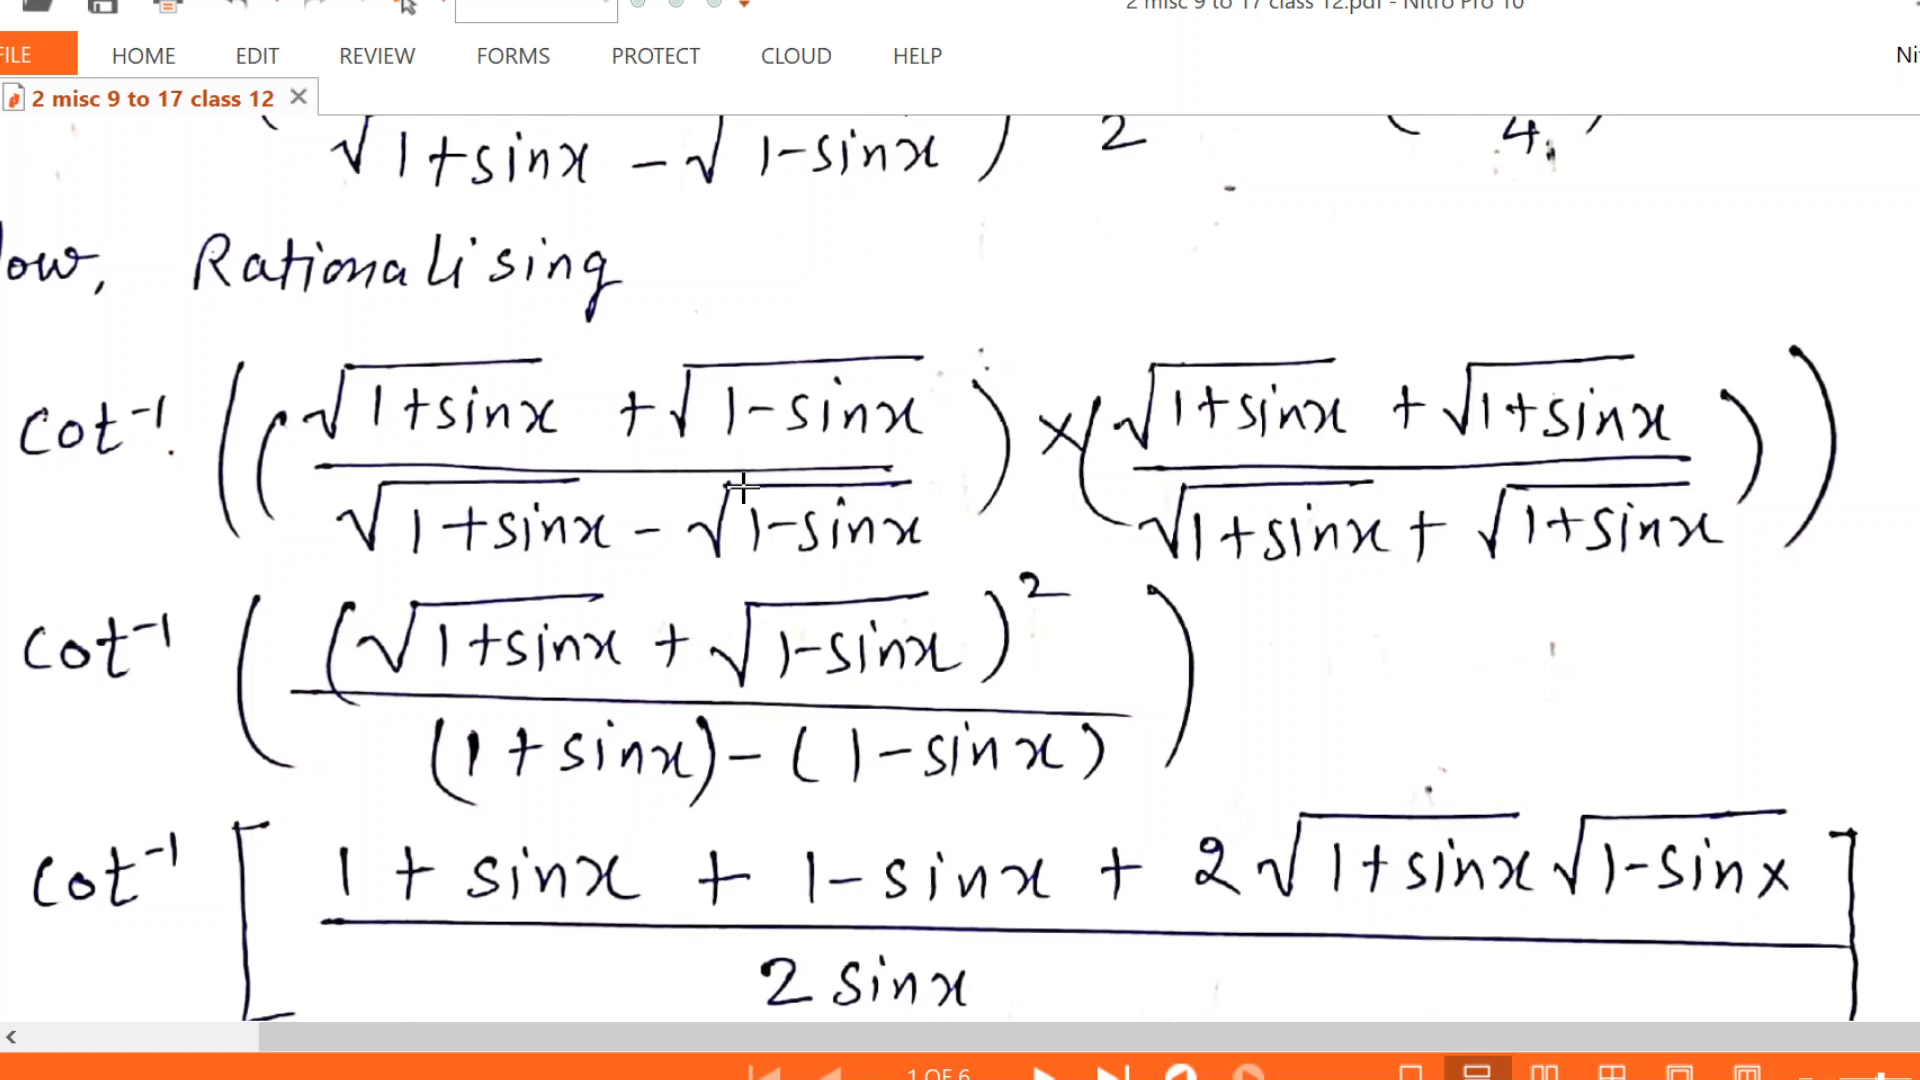 2 misc 9 to 17 class 12.pdf - Nitro Pro 10
FILE HOME EDIT REVIEW FORMS PROTECT CLOUD HELP
2 misc 9 to 17 class 12
√1+sinx - √1-sinx ) 2 4
Rationalising
Cot⁻¹ (( (√1+sinx + √1-sinx) / (√1+sinx - √1-sinx) ) × ( (√1+sinx + √1+sinx) / (√1+sinx + √1+sinx) ))
Cot⁻¹ ( (√1+sinx + √1-sinx)² / (1+sinx)-(1-sinx) )
Cot⁻¹ [ 1 + sinx + 1-sinx + 2√1+sinx √1-sinx / 2 sinx ]
1 OF 6